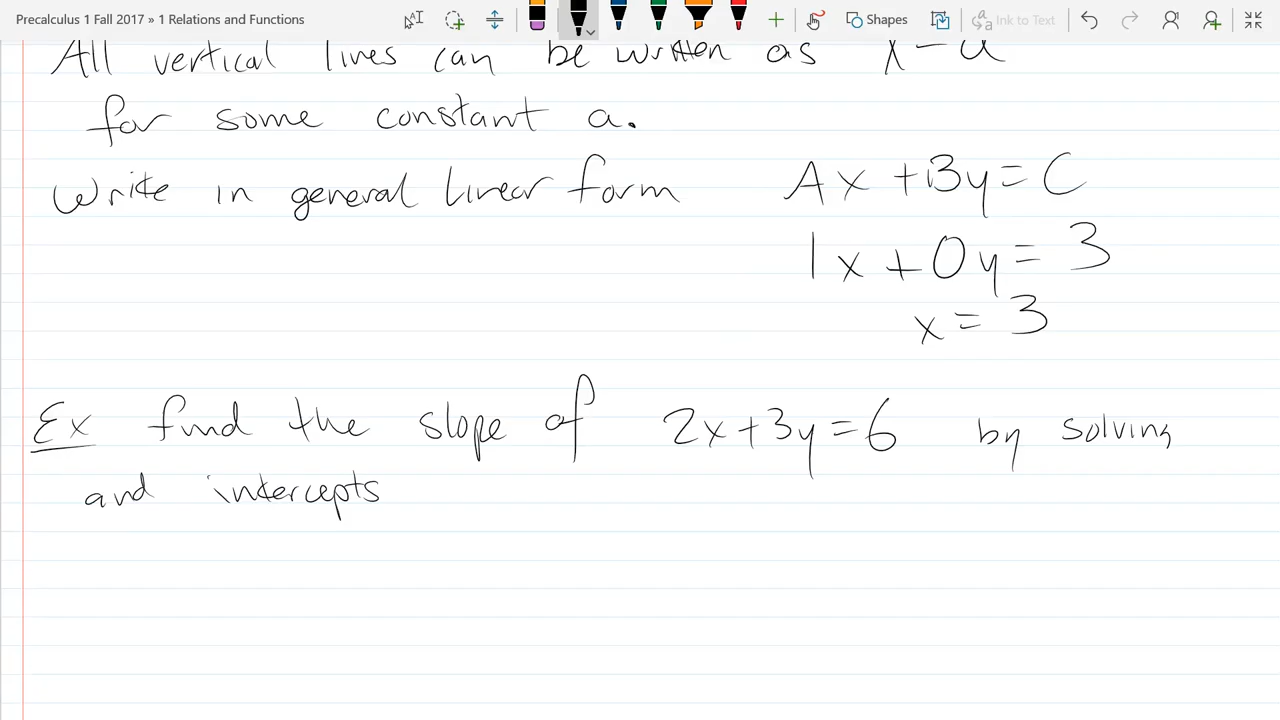 Precalculus 1 Fall 2017 » 1 Relations and Functions
Shapes
Ink to Text
All vertical lines can be written as x = a
for some constant a.
Write in general linear form Ax + By = C
1x + 0y = 3
x = 3
Ex find the slope of 2x + 3y = 6 by solving
and intercepts